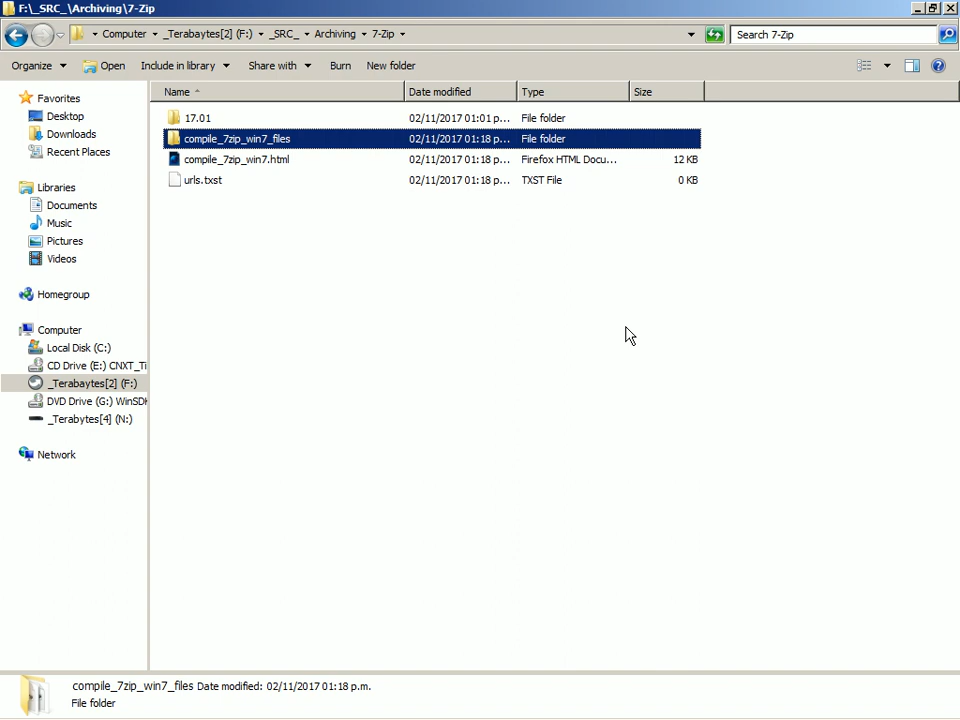 F:\_SRC_\Archiving\7-Zip
Computer _Terabaytes[2] (F:) _SRC_ Archiving 7-Zip Search 7-Zip
Organize Open Include in library Share with Burn New folder
Name Date modified Type Size
17.01 02/11/2017 01:01 p... File folder
compile_7zip_win7_files 02/11/2017 01:18 p... File folder
compile_7zip_win7.html 02/11/2017 01:18 p... Firefox HTML Docu... 12 KB
urls.txst 02/11/2017 01:18 p... TXST File 0 KB
Favorites
Desktop
Downloads
Recent Places
Libraries
Documents
Music
Pictures
Videos
Homegroup
Computer
Local Disk (C:)
CD Drive (E:) CNXT_Ti
_Terabaytes[2] (F:)
DVD Drive (G:) WinSDK
_Terabytes[4] (N:)
Network
compile_7zip_win7_files Date modified: 02/11/2017 01:18 p.m.
File folder